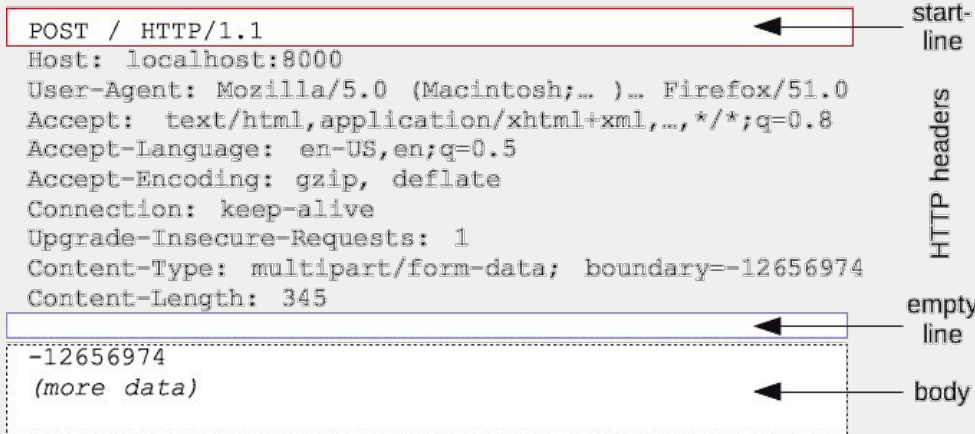 POST / HTTP/1.1
Host: localhost:8000
User-Agent: Mozilla/5.0 (Macintosh;… )… Firefox/51.0
Accept: text/html,application/xhtml+xml,…,*/*;q=0.8
Accept-Language: en-US,en;q=0.5
Accept-Encoding: gzip, deflate
Connection: keep-alive
Upgrade-Insecure-Requests: 1
Content-Type: multipart/form-data; boundary=-12656974
Content-Length: 345
-12656974
(more data)
start-
line
HTTP headers
empty
line
body